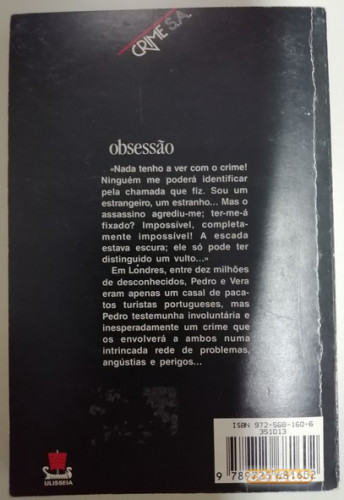 CRIME S.A.
obsessão
«Nada tenho a ver com o crime!
Ninguém me poderá identificar
pela chamada que fiz. Sou um
estrangeiro, um estranho... Mas o
assassino agrediu-me; ter-me-á
fixado? Impossível, completa-
mente impossível! A escada
estava escura; ele só pode ter
distinguido um vulto...»
Em Londres, entre dez milhões
de desconhecidos, Pedro e Vera
eram apenas um casal de paca-
tos turistas portugueses, mas
Pedro testemunha involuntária e
inesperadamente um crime que
os envolverá a ambos numa
intrincada rede de problemas,
angústias e perigos...
ISBN 972-568-160-6
351013
ULISSEIA